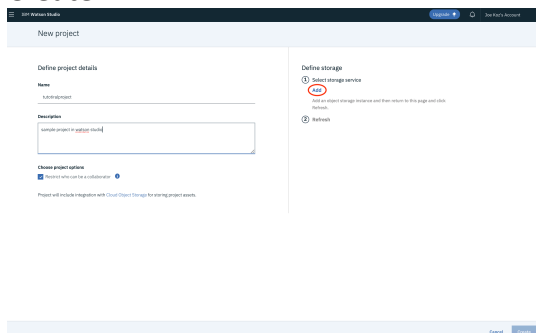 IBM Watson Studio
Upgrade
Joe Kozhaya's Account
New project
Define project details
Name
tutotrialproject
Description
sample project in watson studio
Choose project options
Restrict who can be a collaborator
Project will include integration with Cloud Object Storage for storing project assets.
Define storage
1 Select storage service
Add
Add an object storage instance and then return to this page and click
Refresh.
2 Refresh
Cancel
Create